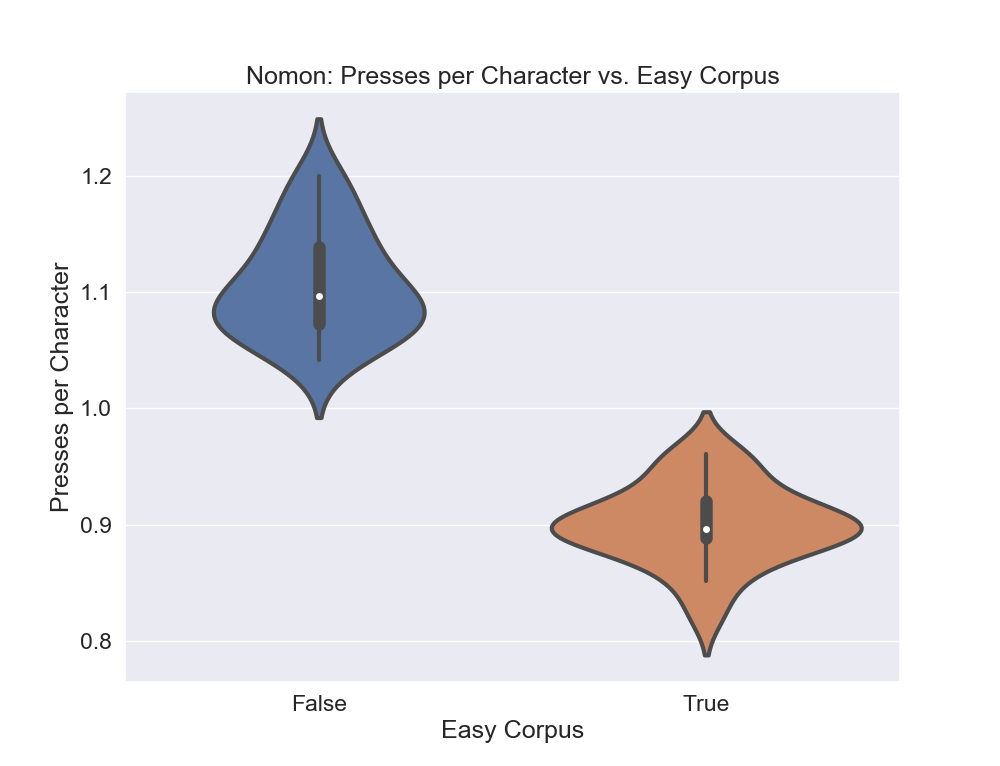 Nomon: Presses per Character vs. Easy Corpus
Presses per Character
1.2
1.1
1.0
0.9
0.8
False
True
Easy Corpus